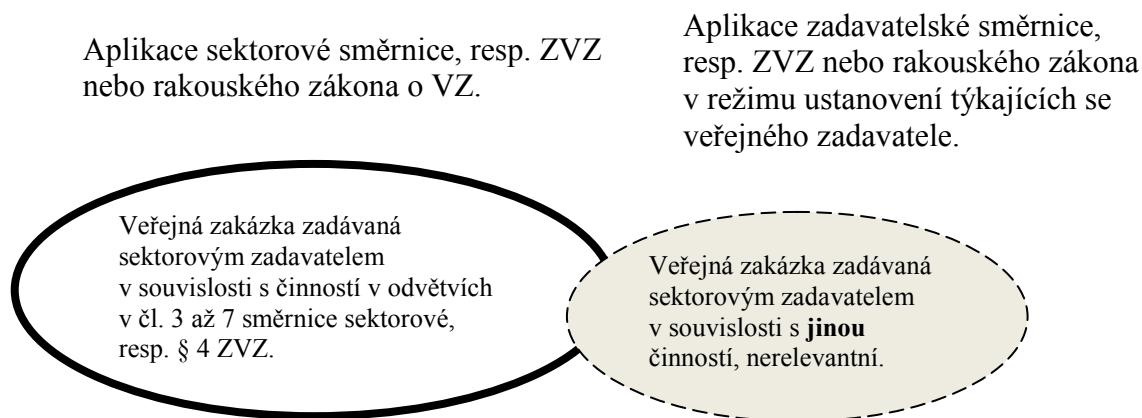 Aplikace sektorové směrnice, resp. ZVZ
nebo rakouského zákona o VZ.
Aplikace zadavatelské směrnice,
resp. ZVZ nebo rakouského zákona
v režimu ustanovení týkajících se
veřejného zadavatele.
Veřejná zakázka zadávaná
sektorovým zadavatelem
v souvislosti s činností v odvětvích
v čl. 3 až 7 směrnice sektorové,
resp. § 4 ZVZ.
Veřejná zakázka zadávaná
sektorovým zadavatelem
v souvislosti s jinou
činností, nerelevantní.